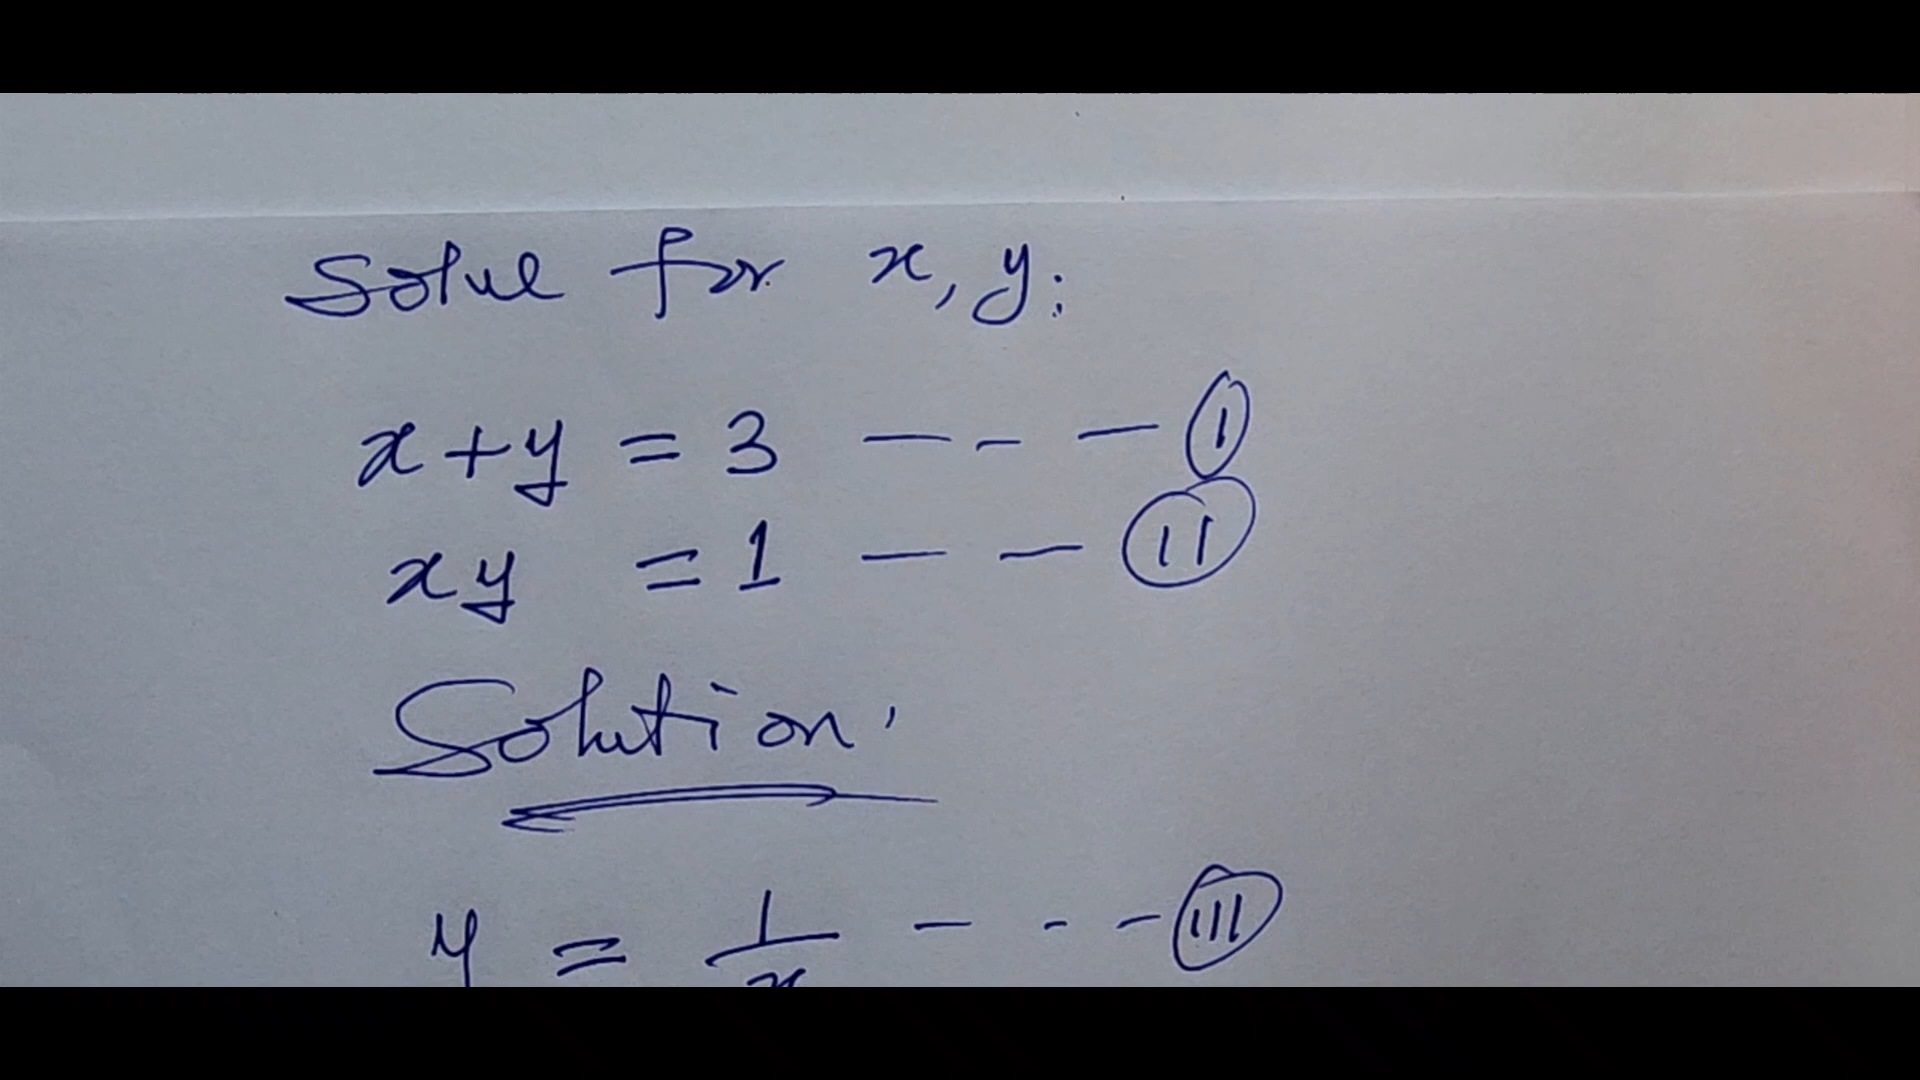 Solve for x, y:
x+y = 3 --- (I)
xy = 1 -- (II)
Solution:
y = 1/x --- (III)